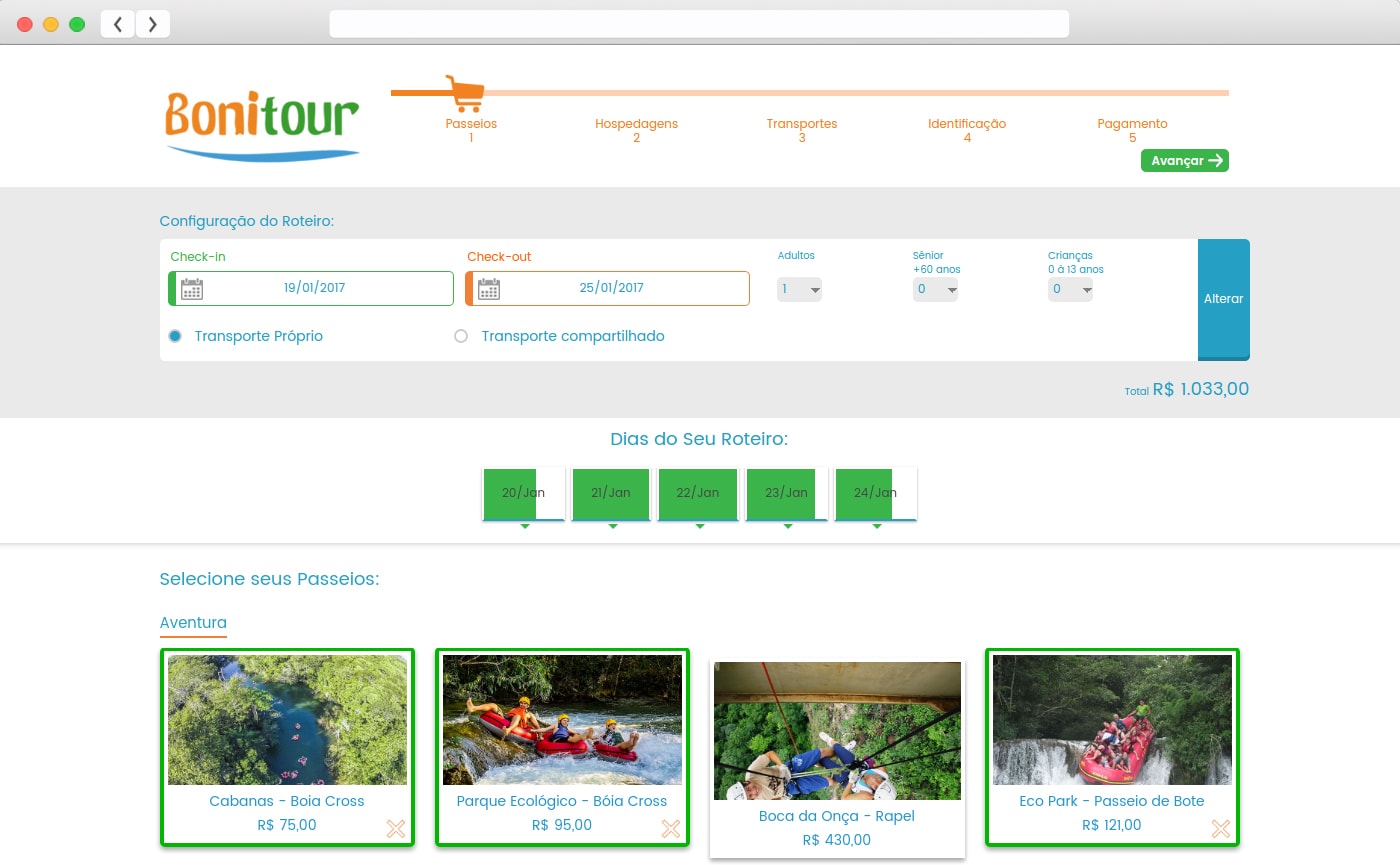 Bonitour
Passeios
1
Hospedagens
2
Transportes
3
Identificação
4
Pagamento
5
Avançar
Configuração do Roteiro:
Check-in
19/01/2017
Check-out
25/01/2017
Adultos
1
Sênior
+60 anos
0
Crianças
0 à 13 anos
0
Alterar
Transporte Próprio
Transporte compartilhado
Total R$ 1.033,00
Dias do Seu Roteiro:
20/Jan
21/Jan
22/Jan
23/Jan
24/Jan
Selecione seus Passeios:
Aventura
Cabanas - Boia Cross
R$ 75,00
Parque Ecológico - Bóia Cross
R$ 95,00
Boca da Onça - Rapel
R$ 430,00
Eco Park - Passeio de Bote
R$ 121,00